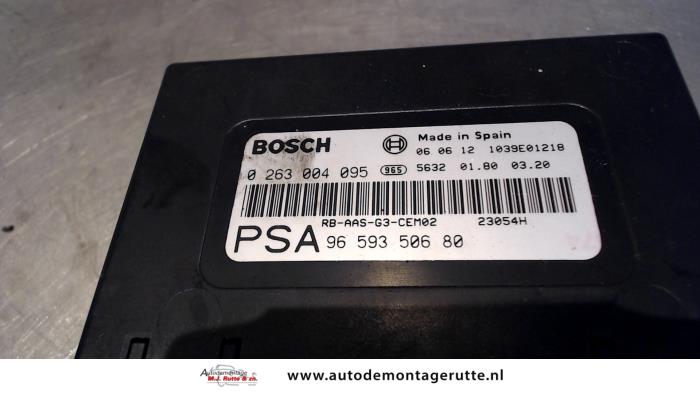 BOSCH
Made in Spain
06 06 12 1039E01218
0 263 004 095 965 5632 01.80 03.20
RB-AAS-G3-CEM02 23054H
PSA 96 593 506 80
Autodemontage
M.J. Rutte & zn.
www.autodemontagerutte.nl